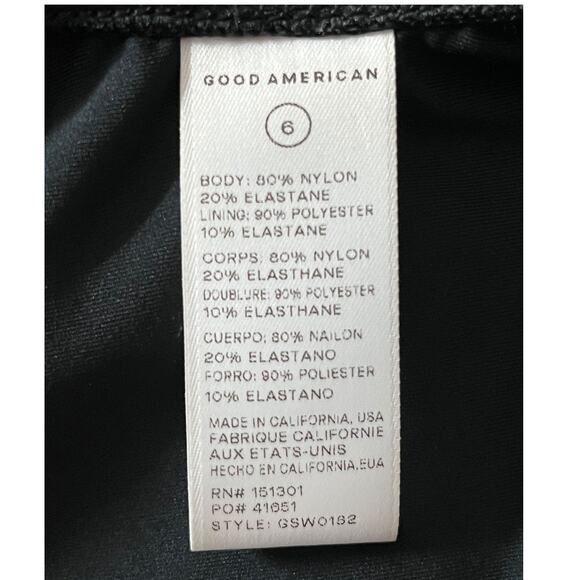 GOOD AMERICAN
6
BODY: 80% NYLON
20% ELASTANE
LINING: 90% POLYESTER
10% ELASTANE
CORPS: 80% NYLON
20% ELASTHANE
DOUBLURE: 90% POLYESTER
10% ELASTHANE
CUERPO: 80% NAILON
20% ELASTANO
FORRO: 90% POLIESTER
10% ELASTANO
MADE IN CALIFORNIA, USA
FABRIQUE CALIFORNIE
AUX ETATS-UNIS
HECHO EN CALIFORNIA.EUA
RN# 151301
PO# 41651
STYLE: GSW0182